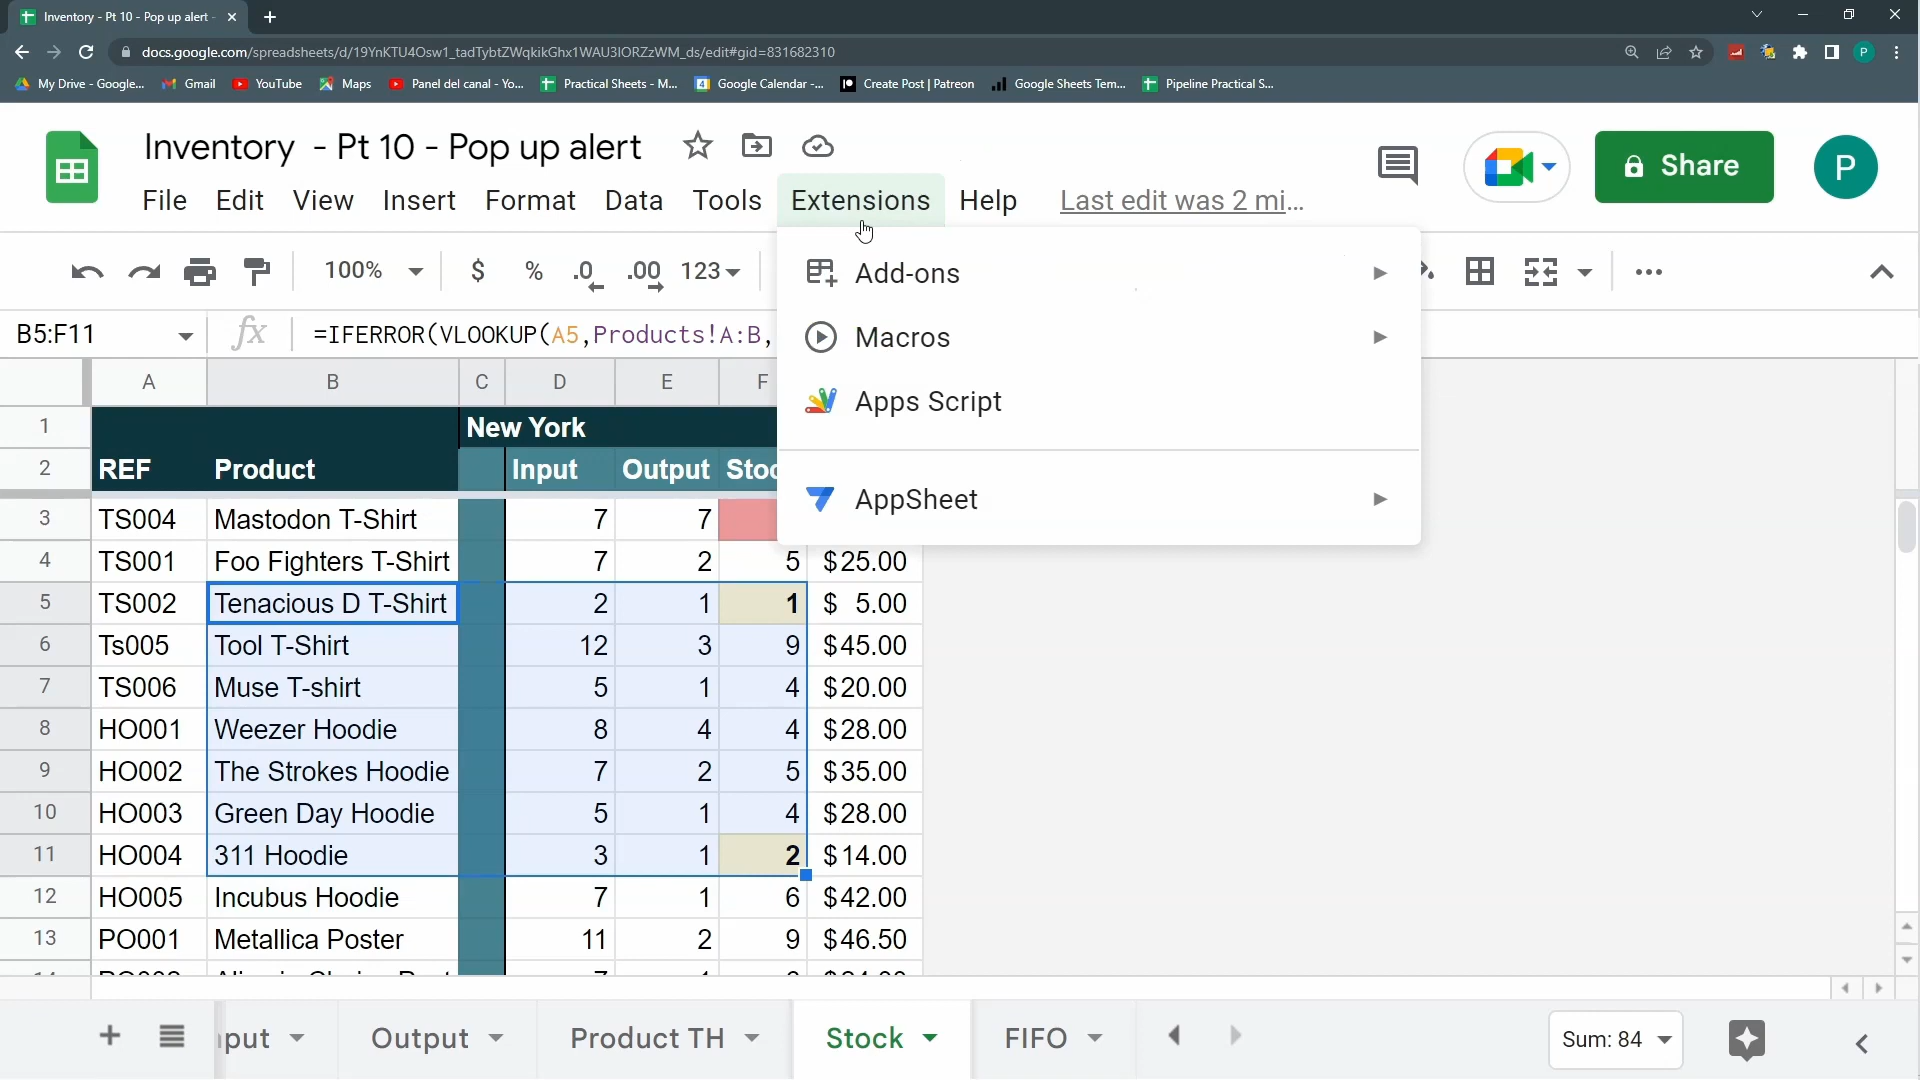 Inventory - Pt 10 - Pop up alert -
docs.google.com/spreadsheets/d/19YnKTU4Osw1_tadTybtZWqkikGhx1WAU3IORZzWM_ds/edit#gid=831682310
P
My Drive - Google... Gmail YouTube Maps Panel del canal - Yo... Practical Sheets - M... Google Calendar -... Create Post | Patreon Google Sheets Tem... Pipeline Practical S...
Inventory - Pt 10 - Pop up alert
Share
P
File Edit View Insert Format Data Tools Extensions Help Last edit was 2 mi...
100% $ % .0 .00 123
Add-ons
Macros
Apps Script
AppSheet
B5:F11 fx =IFERROR(VLOOKUP(A5,Products!A:B,
A B C D E F
1 New York
2 REF Product Input Output Stoc
3 TS004 Mastodon T-Shirt 7 7
4 TS001 Foo Fighters T-Shirt 7 2 5 $25.00
5 TS002 Tenacious D T-Shirt 2 1 1 $ 5.00
6 Ts005 Tool T-Shirt 12 3 9 $45.00
7 TS006 Muse T-shirt 5 1 4 $20.00
8 HO001 Weezer Hoodie 8 4 4 $28.00
9 HO002 The Strokes Hoodie 7 2 5 $35.00
10 HO003 Green Day Hoodie 5 1 4 $28.00
11 HO004 311 Hoodie 3 1 2 $14.00
12 HO005 Incubus Hoodie 7 1 6 $42.00
13 PO001 Metallica Poster 11 2 9 $46.50
put Output Product TH Stock FIFO Sum: 84